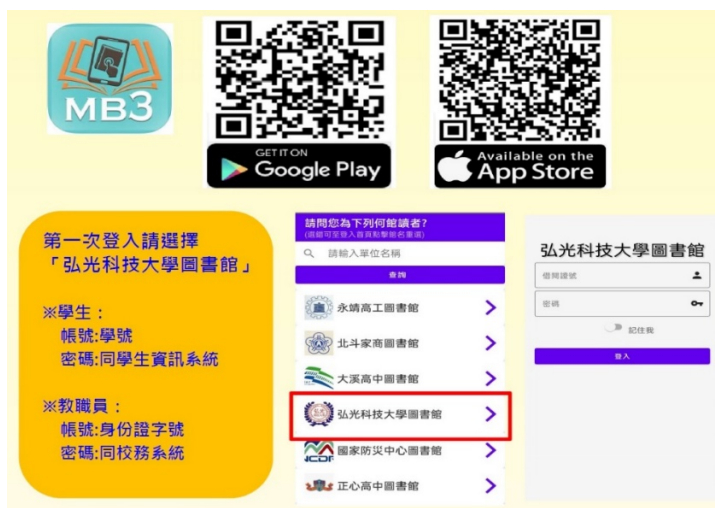 MB3
GET IT ON
Google Play
Available on the
App Store
第一次登入請選擇
「弘光科技大學圖書館」
※學生：
帳號:學號
密碼:同學生資訊系統
※教職員：
帳號:身份證字號
密碼:同校務系統
請問您為下列何館讀者?
請輸入單位名稱
查詢
永靖高工圖書館
北斗家商圖書館
大溪高中圖書館
弘光科技大學圖書館
國家防災中心圖書館
NCDR
正心高中圖書館
弘光科技大學圖書館
借閱證號
密碼
記住我
登入